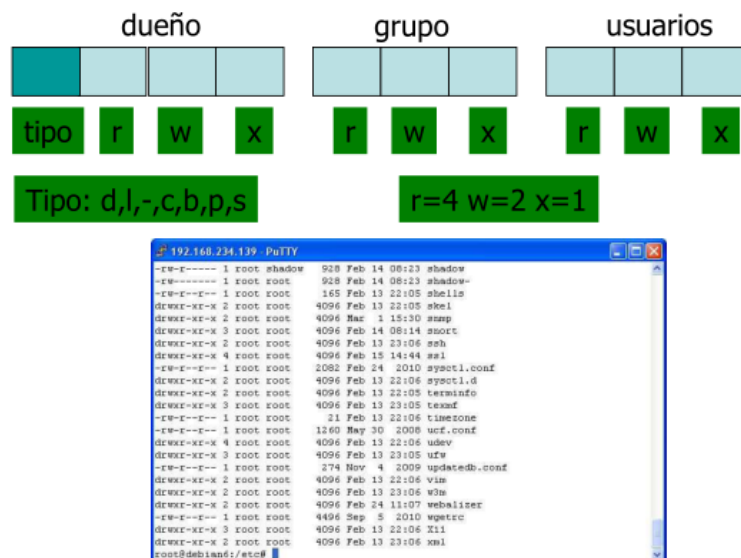 dueño grupo usuarios
tipo r w x r w x r w x
Tipo: d,l,-,c,b,p,s r=4 w=2 x=1
192.168.234.139 - PuTTY
-rw-r----- 1 root shadow 928 Feb 14 08:23 shadow
-rw------- 1 root root 928 Feb 14 08:23 shadow-
-rw-r--r-- 1 root root 165 Feb 13 22:05 shells
drwxr-xr-x 2 root root 4096 Feb 13 22:05 skel
drwxr-xr-x 2 root root 4096 Mar 1 15:30 snmp
drwxr-xr-x 3 root root 4096 Feb 14 08:14 snort
drwxr-xr-x 2 root root 4096 Feb 13 23:06 ssh
drwxr-xr-x 4 root root 4096 Feb 15 14:44 ssl
-rw-r--r-- 1 root root 2082 Feb 24 2010 sysctl.conf
drwxr-xr-x 2 root root 4096 Feb 13 22:06 sysctl.d
drwxr-xr-x 2 root root 4096 Feb 13 22:05 terminfo
drwxr-xr-x 3 root root 4096 Feb 13 23:05 texmf
-rw-r--r-- 1 root root 21 Feb 13 22:06 timezone
-rw-r--r-- 1 root root 1260 May 30 2008 ucf.conf
drwxr-xr-x 4 root root 4096 Feb 13 22:06 udev
drwxr-xr-x 3 root root 4096 Feb 13 23:05 ufw
-rw-r--r-- 1 root root 274 Nov 4 2009 updatedb.conf
drwxr-xr-x 2 root root 4096 Feb 13 22:06 vim
drwxr-xr-x 2 root root 4096 Feb 13 23:06 w3m
drwxr-xr-x 2 root root 4096 Feb 24 11:07 webalizer
-rw-r--r-- 1 root root 4496 Sep 5 2010 wgetrc
drwxr-xr-x 3 root root 4096 Feb 13 22:06 X11
drwxr-xr-x 2 root root 4096 Feb 13 23:06 xml
root@debian6:/etc#